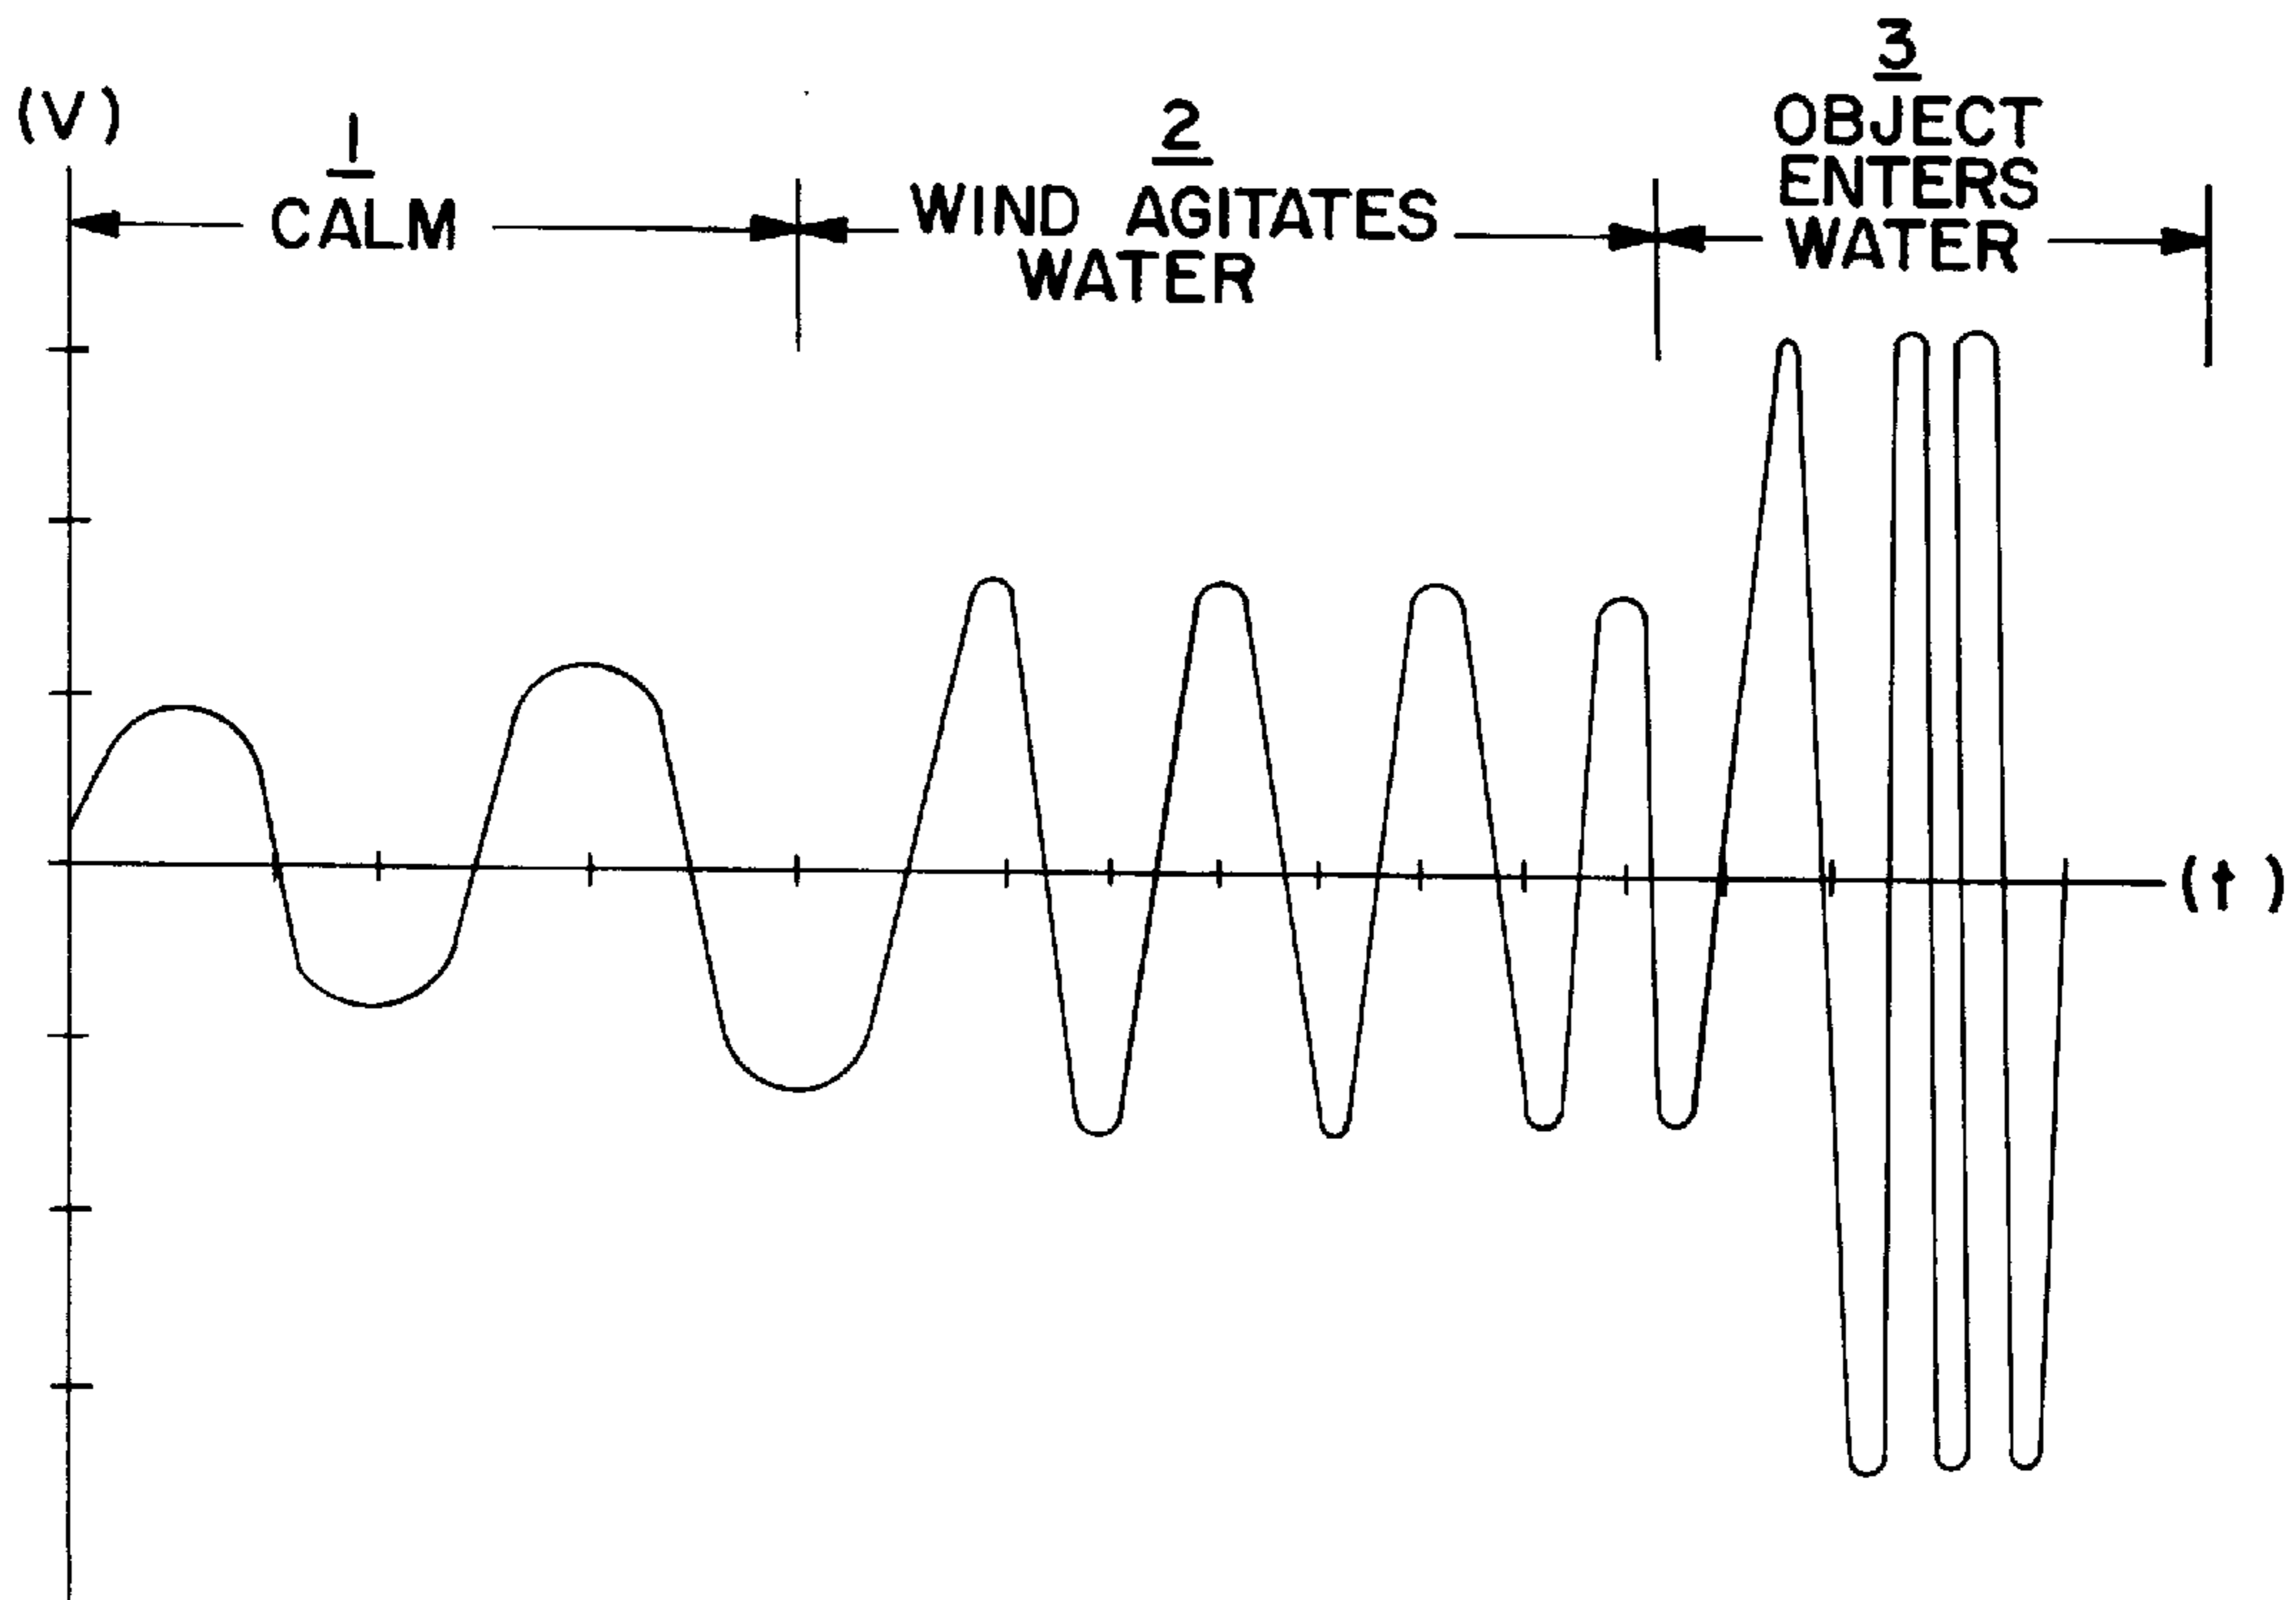 (V)
1
CALM
2
WIND AGITATES
WATER
3
OBJECT
ENTERS
WATER
(t)